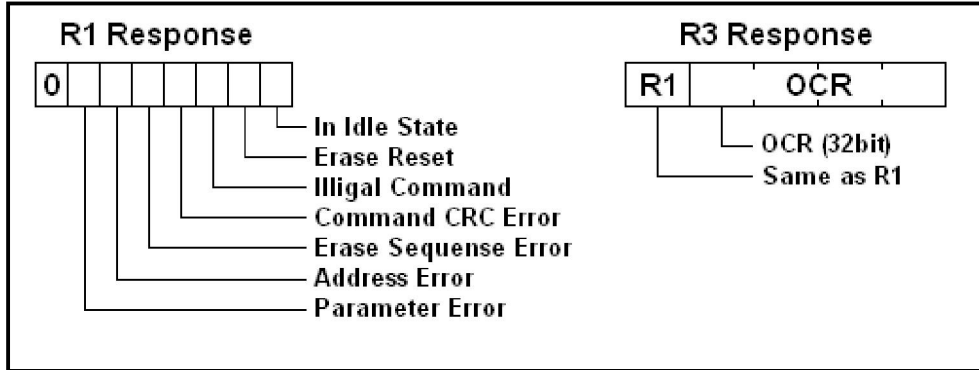 R1 Response
0
In Idle State
Erase Reset
Illigal Command
Command CRC Error
Erase Sequense Error
Address Error
Parameter Error
R3 Response
R1 OCR
OCR (32bit)
Same as R1